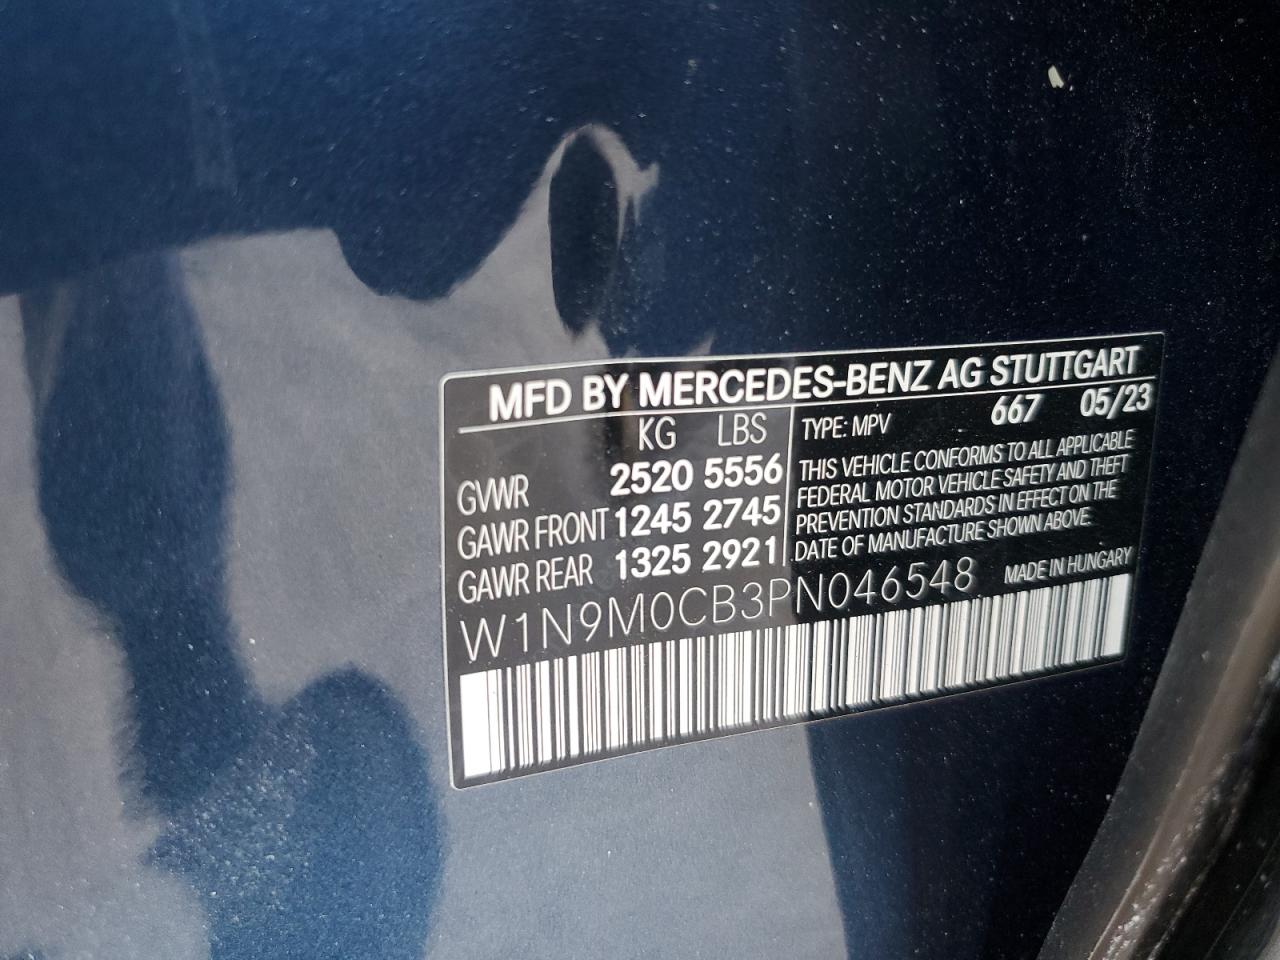 MFD BY MERCEDES-BENZ AG STUTTGART
KG LBS
GVWR 2520 5556
GAWR FRONT 1245 2745
GAWR REAR 1325 2921
TYPE: MPV 667 05/23
THIS VEHICLE CONFORMS TO ALL APPLICABLE
FEDERAL MOTOR VEHICLE SAFETY AND THEFT
PREVENTION STANDARDS IN EFFECT ON THE
DATE OF MANUFACTURE SHOWN ABOVE.
W1N9M0CB3PN046548 MADE IN HUNGARY